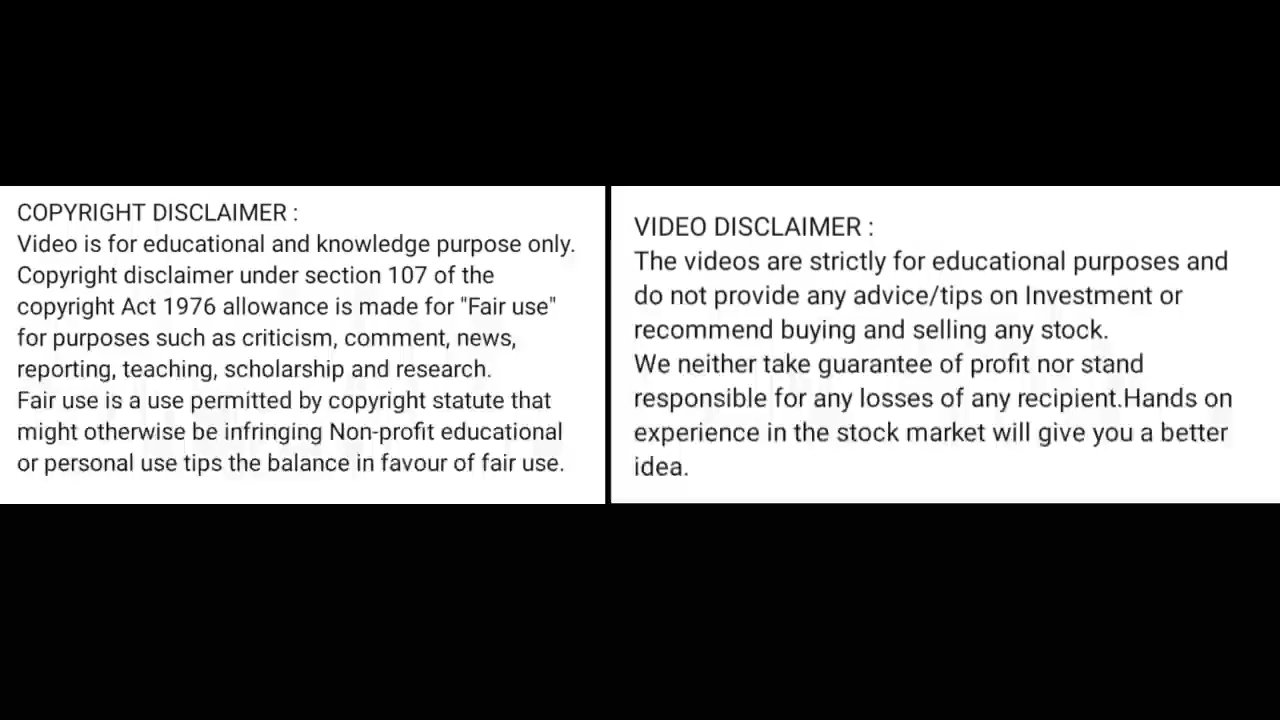 COPYRIGHT DISCLAIMER :
Video is for educational and knowledge purpose only.
Copyright disclaimer under section 107 of the
copyright Act 1976 allowance is made for "Fair use"
for purposes such as criticism, comment, news,
reporting, teaching, scholarship and research.
Fair use is a use permitted by copyright statute that
might otherwise be infringing Non-profit educational
or personal use tips the balance in favour of fair use.
VIDEO DISCLAIMER :
The videos are strictly for educational purposes and
do not provide any advice/tips on Investment or
recommend buying and selling any stock.
We neither take guarantee of profit nor stand
responsible for any losses of any recipient.Hands on
experience in the stock market will give you a better
idea.